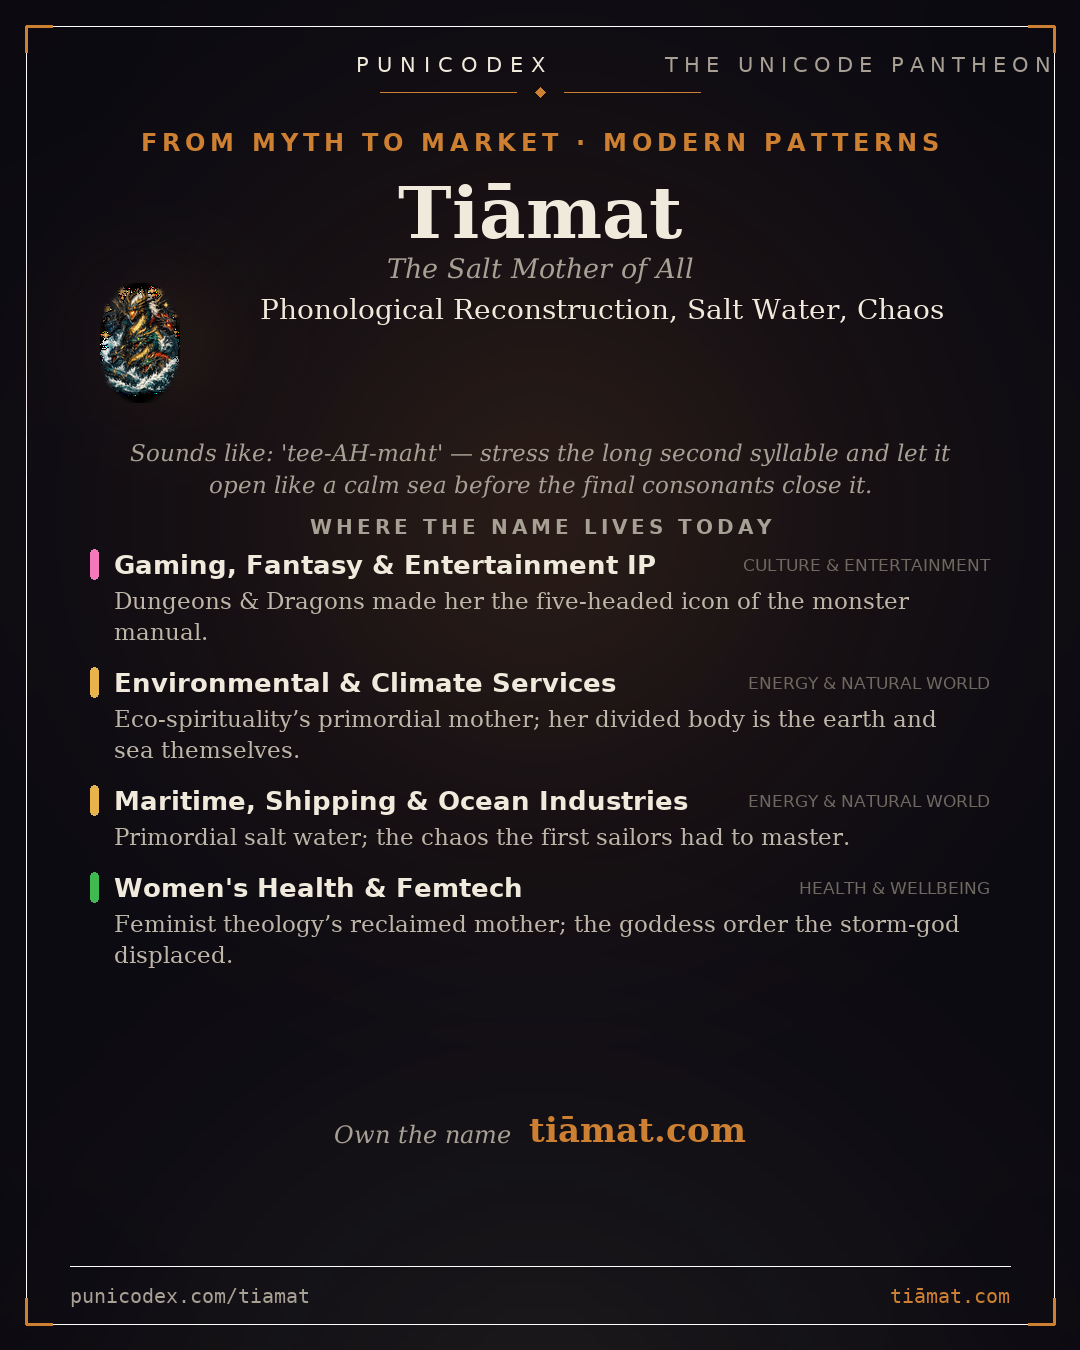 PUNICODEX THE UNICODE PANTHEON
FROM MYTH TO MARKET · MODERN PATTERNS
Tiāmat
The Salt Mother of All
Phonological Reconstruction, Salt Water, Chaos
Sounds like: 'tee-AH-maht' — stress the long second syllable and let it
open like a calm sea before the final consonants close it.
WHERE THE NAME LIVES TODAY
Gaming, Fantasy & Entertainment IP CULTURE & ENTERTAINMENT
Dungeons & Dragons made her the five-headed icon of the monster
manual.
Environmental & Climate Services ENERGY & NATURAL WORLD
Eco-spirituality’s primordial mother; her divided body is the earth and
sea themselves.
Maritime, Shipping & Ocean Industries ENERGY & NATURAL WORLD
Primordial salt water; the chaos the first sailors had to master.
Women's Health & Femtech HEALTH & WELLBEING
Feminist theology’s reclaimed mother; the goddess order the storm-god
displaced.
Own the name tiāmat.com
punicodex.com/tiamat tiāmat.com